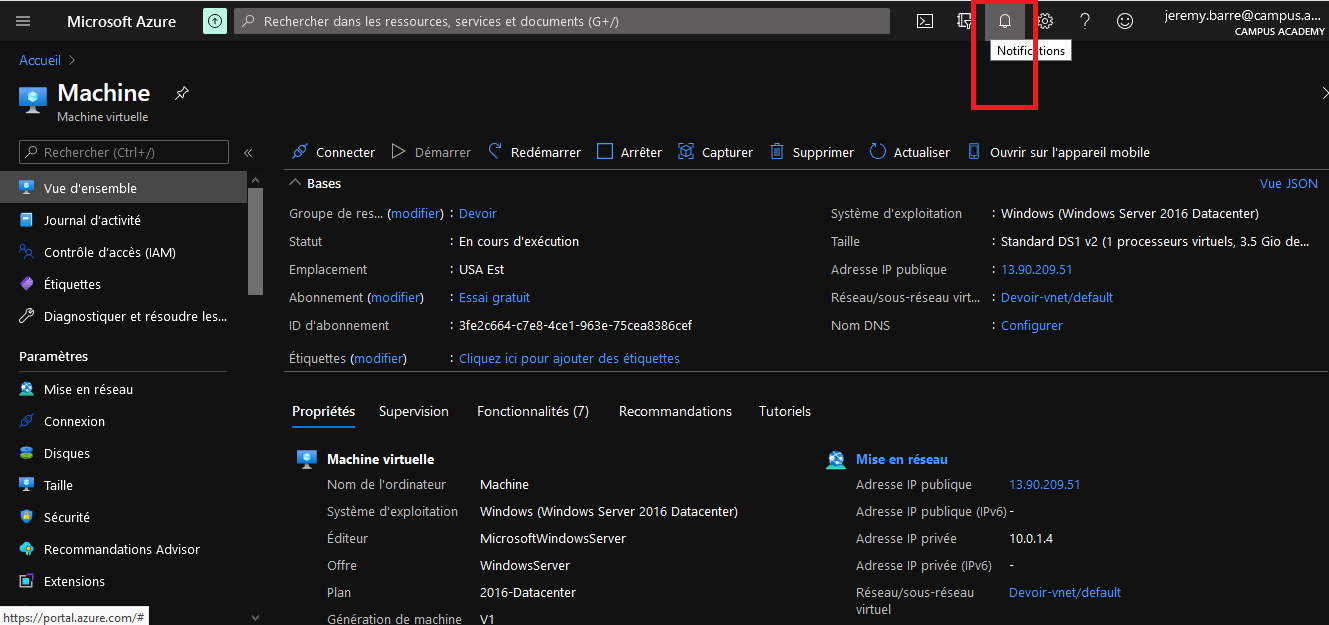 Microsoft Azure
Rechercher dans les ressources, services et documents (G+/)
jeremy.barre@campus.a...
CAMPUS ACADEMY
Notifications
Accueil
Machine
Machine virtuelle
Rechercher (Ctrl+/)
Connecter Démarrer Redémarrer Arrêter Capturer Supprimer Actualiser Ouvrir sur l'appareil mobile
Vue d'ensemble
Journal d'activité
Contrôle d'accès (IAM)
Étiquettes
Diagnostiquer et résoudre les...
Paramètres
Mise en réseau
Connexion
Disques
Taille
Sécurité
Recommandations Advisor
Extensions
https://portal.azure.com/#
Bases
Vue JSON
Groupe de res... (modifier) : Devoir
Statut : En cours d'exécution
Emplacement : USA Est
Abonnement (modifier) : Essai gratuit
ID d'abonnement : 3fe2c664-c7e8-4ce1-963e-75cea8386cef
Étiquettes (modifier) : Cliquez ici pour ajouter des étiquettes
Système d'exploitation : Windows (Windows Server 2016 Datacenter)
Taille : Standard DS1 v2 (1 processeurs virtuels, 3.5 Gio de...
Adresse IP publique : 13.90.209.51
Réseau/sous-réseau virt... : Devoir-vnet/default
Nom DNS : Configurer
Propriétés Supervision Fonctionnalités (7) Recommandations Tutoriels
Machine virtuelle
Nom de l'ordinateur Machine
Système d'exploitation Windows (Windows Server 2016 Datacenter)
Éditeur MicrosoftWindowsServer
Offre WindowsServer
Plan 2016-Datacenter
Génération de machine V1
Mise en réseau
Adresse IP publique 13.90.209.51
Adresse IP publique (IPv6) -
Adresse IP privée 10.0.1.4
Adresse IP privée (IPv6) -
Réseau/sous-réseau Devoir-vnet/default
virtuel